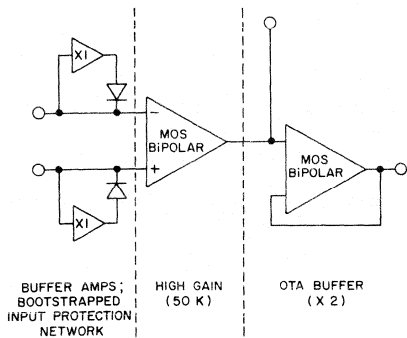 X1
−
MOS
BiPOLAR
+
X1
MOS
BiPOLAR
BUFFER AMPS;
BOOTSTRAPPED
INPUT PROTECTION
NETWORK
HIGH GAIN
(50 K)
OTA BUFFER
(X 2)